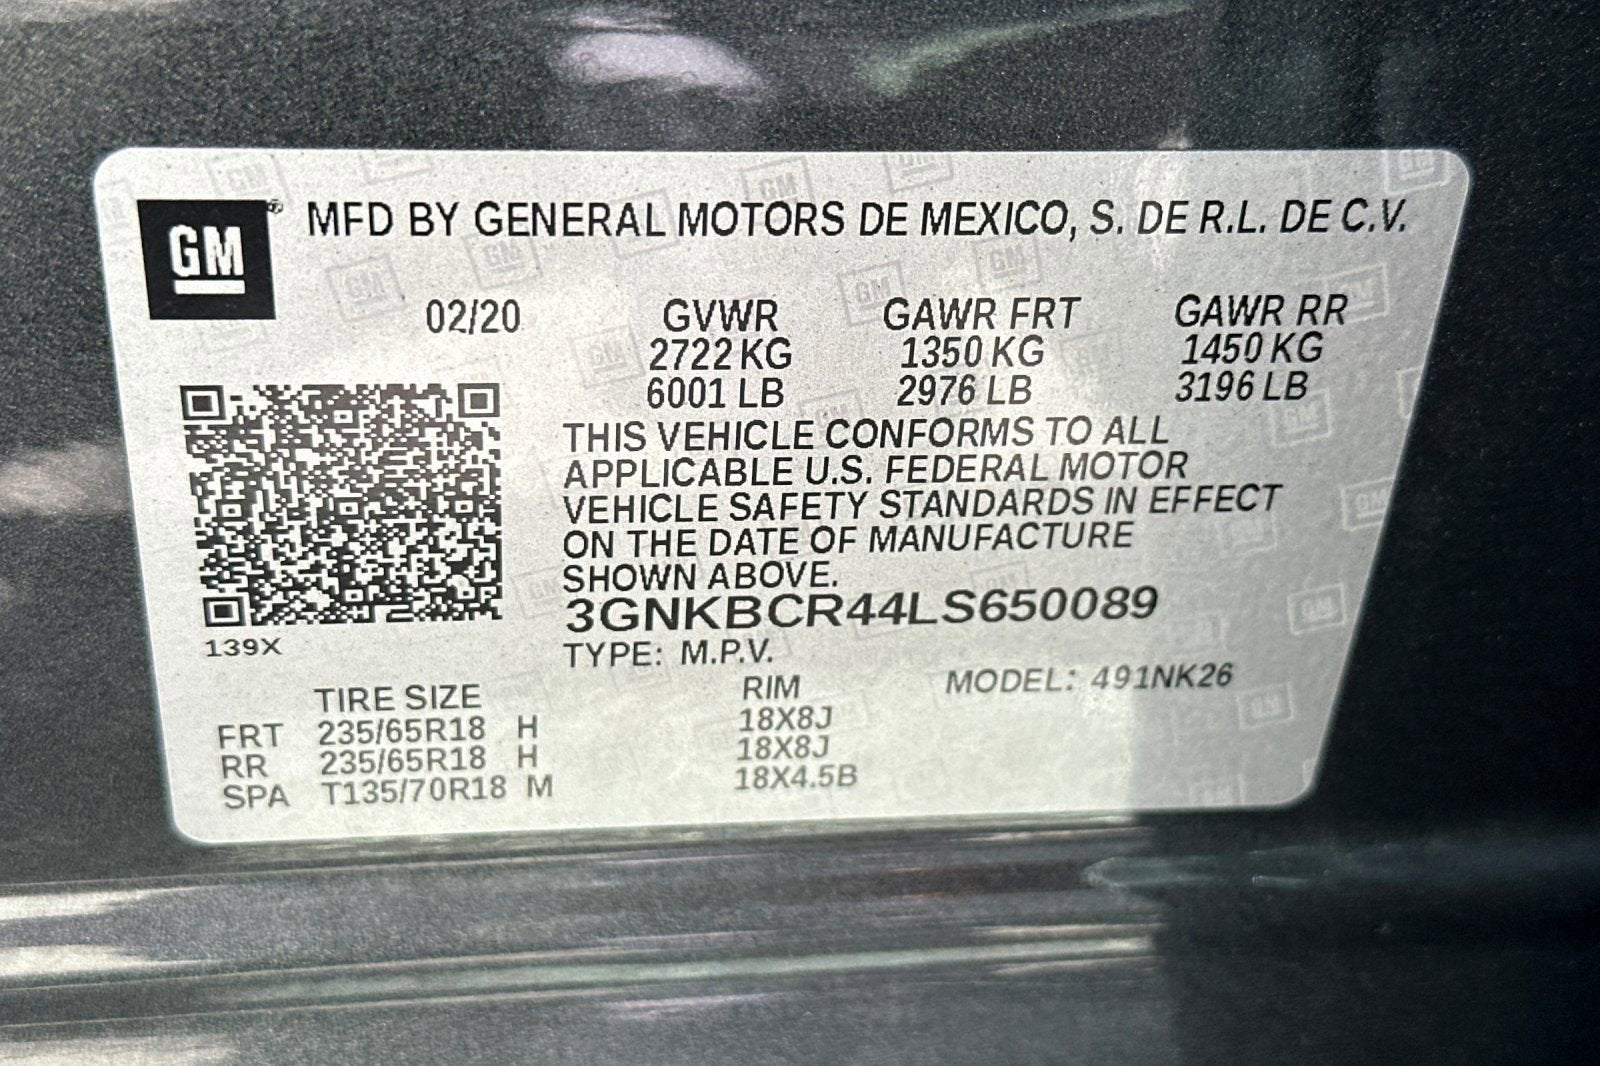 GM ® MFD BY GENERAL MOTORS DE MEXICO, S. DE R.L. DE C.V.
02/20 GVWR GAWR FRT GAWR RR
2722 KG 1350 KG 1450 KG
6001 LB 2976 LB 3196 LB
THIS VEHICLE CONFORMS TO ALL
APPLICABLE U.S. FEDERAL MOTOR
VEHICLE SAFETY STANDARDS IN EFFECT
ON THE DATE OF MANUFACTURE
SHOWN ABOVE.
3GNKBCR44LS650089
139X
TYPE: M.P.V.
TIRE SIZE RIM MODEL: 491NK26
FRT 235/65R18 H 18X8J
RR 235/65R18 H 18X8J
SPA T135/70R18 M 18X4.5B